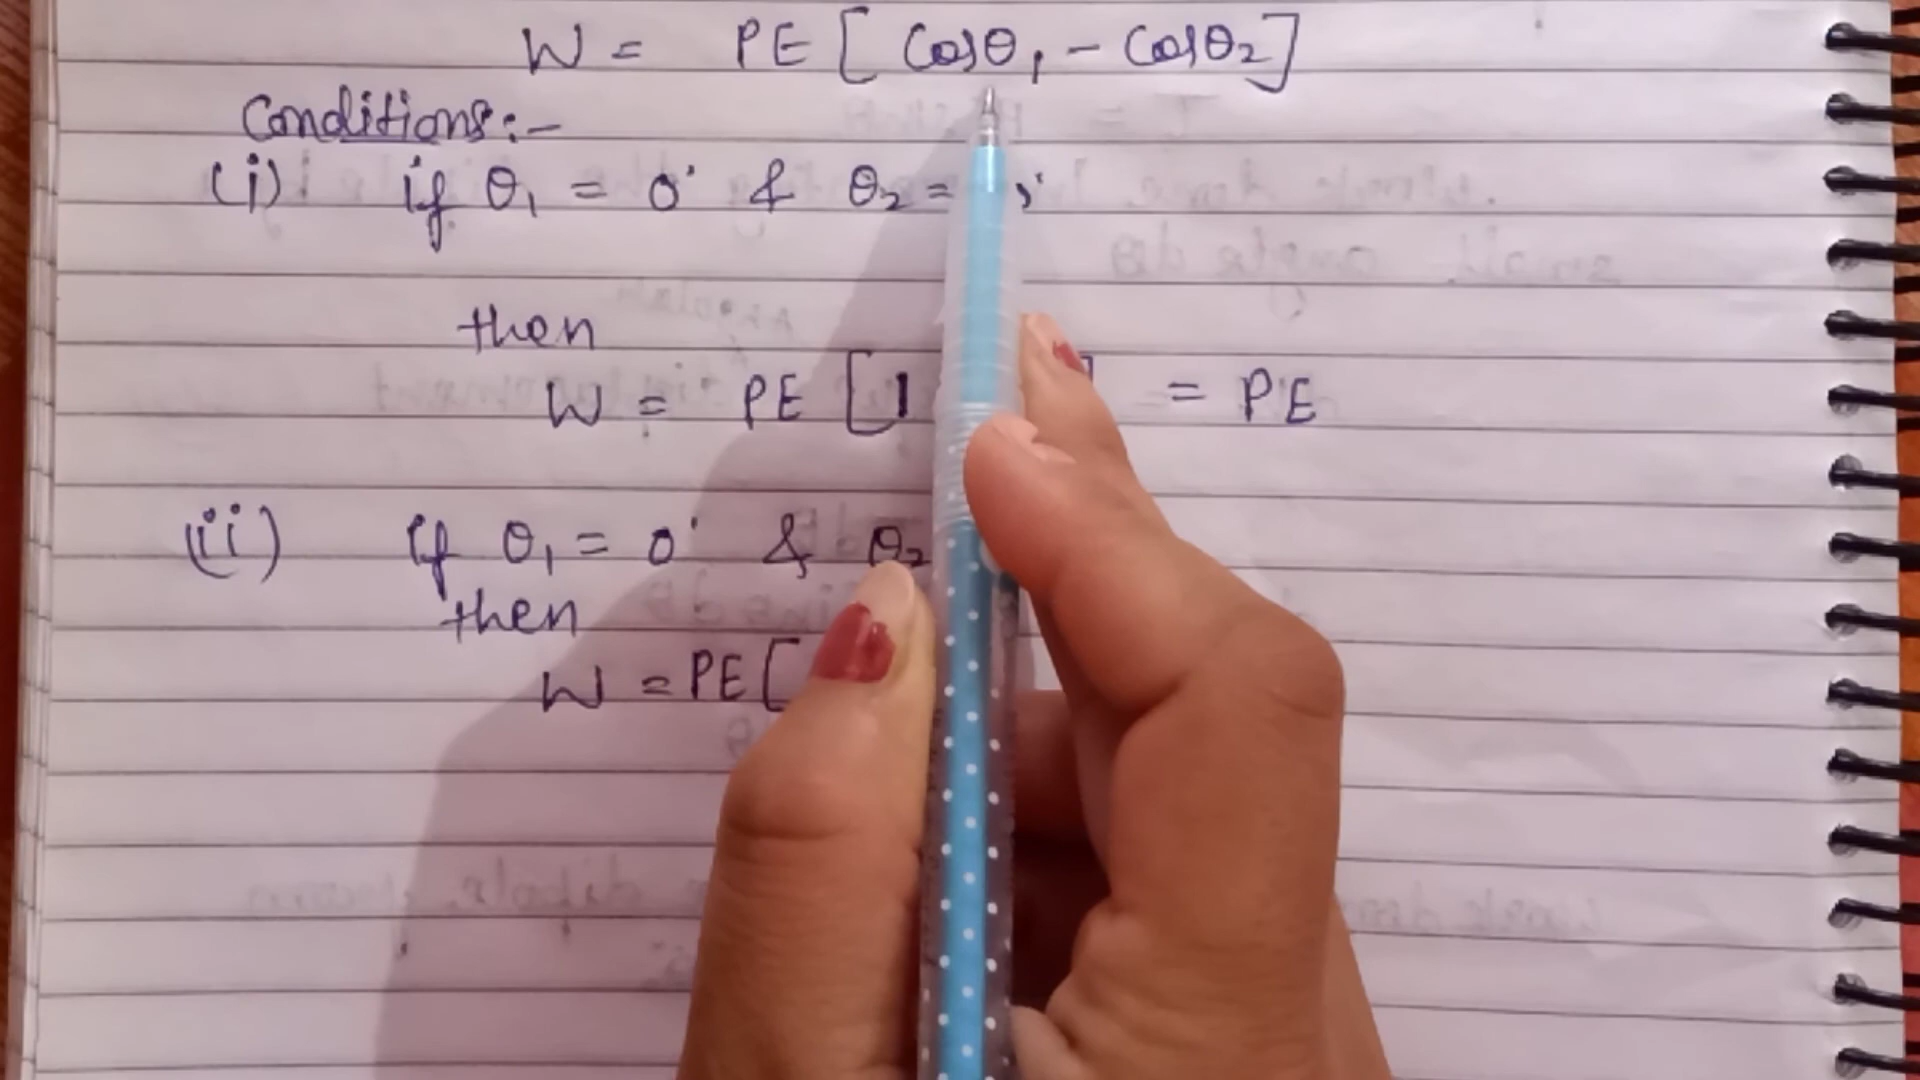 W = PE [ Cosθ₁ - Cosθ₂ ]
Conditions:-
(i) if θ₁ = 0° & θ₂ =
then
W = PE [ 1 ] = PE
(ii) if θ₁ = 0° & θ₂
then
W = PE [